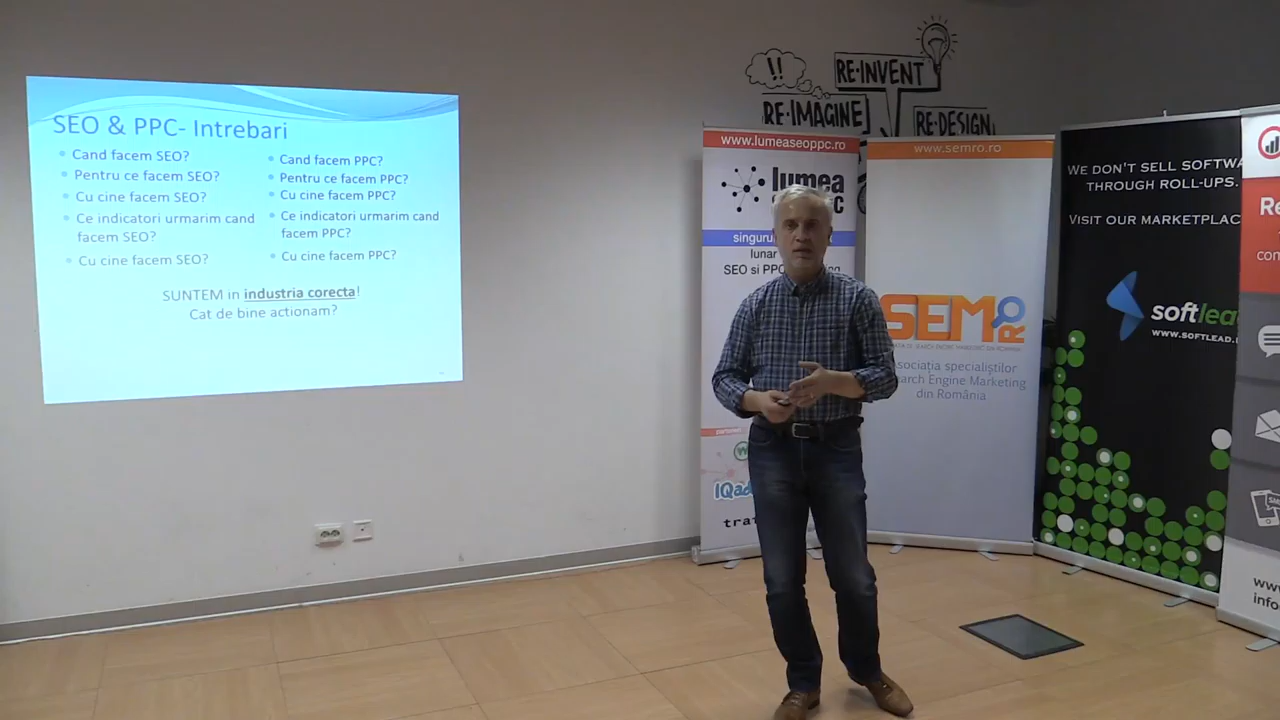 SEO & PPC- Intrebari
Cand facem SEO?
Pentru ce facem SEO?
Cu cine facem SEO?
Ce indicatori urmarim cand
facem SEO?
Cu cine facem SEO?
Cand facem PPC?
Pentru ce facem PPC?
Cu cine facem PPC?
Ce indicatori urmarim cand
facem PPC?
Cu cine facem PPC?
SUNTEM in industria corecta!
Cat de bine actionam?
!!
RE·INVENT
RE·IMAGINE
RE·DESIGN
www.lumeaseoppc.ro
lumea
lunar
SEO si PPC
www.semro.ro
SEM
RO
Asociația specialiștilor
Engine Marketing
din România
WE DON'T SELL
THROUGH ROLL-UPS.
VISIT OUR
softlea
WWW.SOFTLEAD.